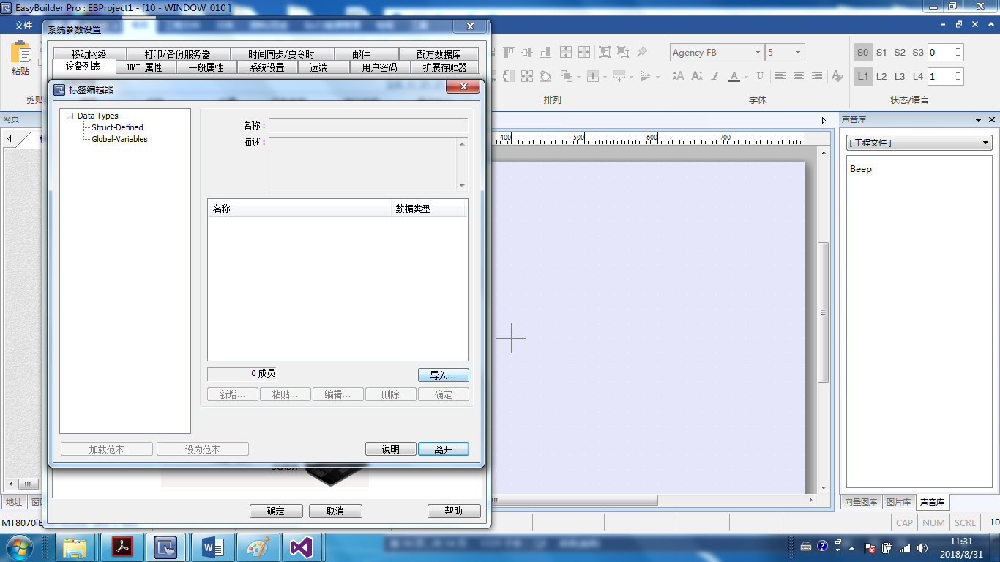 EasyBuilder Pro : EBProject1 - [10 - WINDOW_010 ]
文件
系统参数设置
移动网络 打印/备份服务器 时间同步/夏令时 邮件 配方数据库
设备列表 HMI 属性 一般属性 系统设置 远端 用户密码 扩展存贮器
粘贴
Agency FB 5
S0 S1 S2 S3 0
L1 L2 L3 L4 1
排列 字体 状态/语言
标签编辑器
网页
声音库
Data Types
Struct-Defined
Global-Variables
名称 :
描述 :
400 500 600 700
[ 工程文件 ]
Beep
名称 数据类型
0 成员
导入...
新增... 粘贴... 编辑... 删除 确定
加载范本 设为范本 说明 离开
地址
向量图库 图片库 声音库
确定 取消 帮助
CAP NUM SCRL 10
11:31
2018/8/31